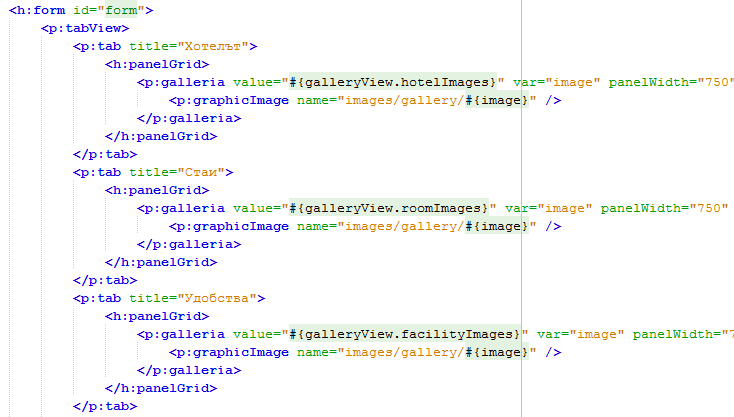 <h:form id="form">
<p:tabView>
<p:tab title="Хотелът">
<h:panelGrid>
<p:galleria value="#{galleryView.hotelImages}" var="image" panelWidth="750"
<p:graphicImage name="images/gallery/#{image}" />
</p:galleria>
</h:panelGrid>
</p:tab>
<p:tab title="Стаи">
<h:panelGrid>
<p:galleria value="#{galleryView.roomImages}" var="image" panelWidth="750"
<p:graphicImage name="images/gallery/#{image}" />
</p:galleria>
</h:panelGrid>
</p:tab>
<p:tab title="Удобства">
<h:panelGrid>
<p:galleria value="#{galleryView.facilityImages}" var="image" panelWidth="7
<p:graphicImage name="images/gallery/#{image}" />
</p:galleria>
</h:panelGrid>
</p:tab>